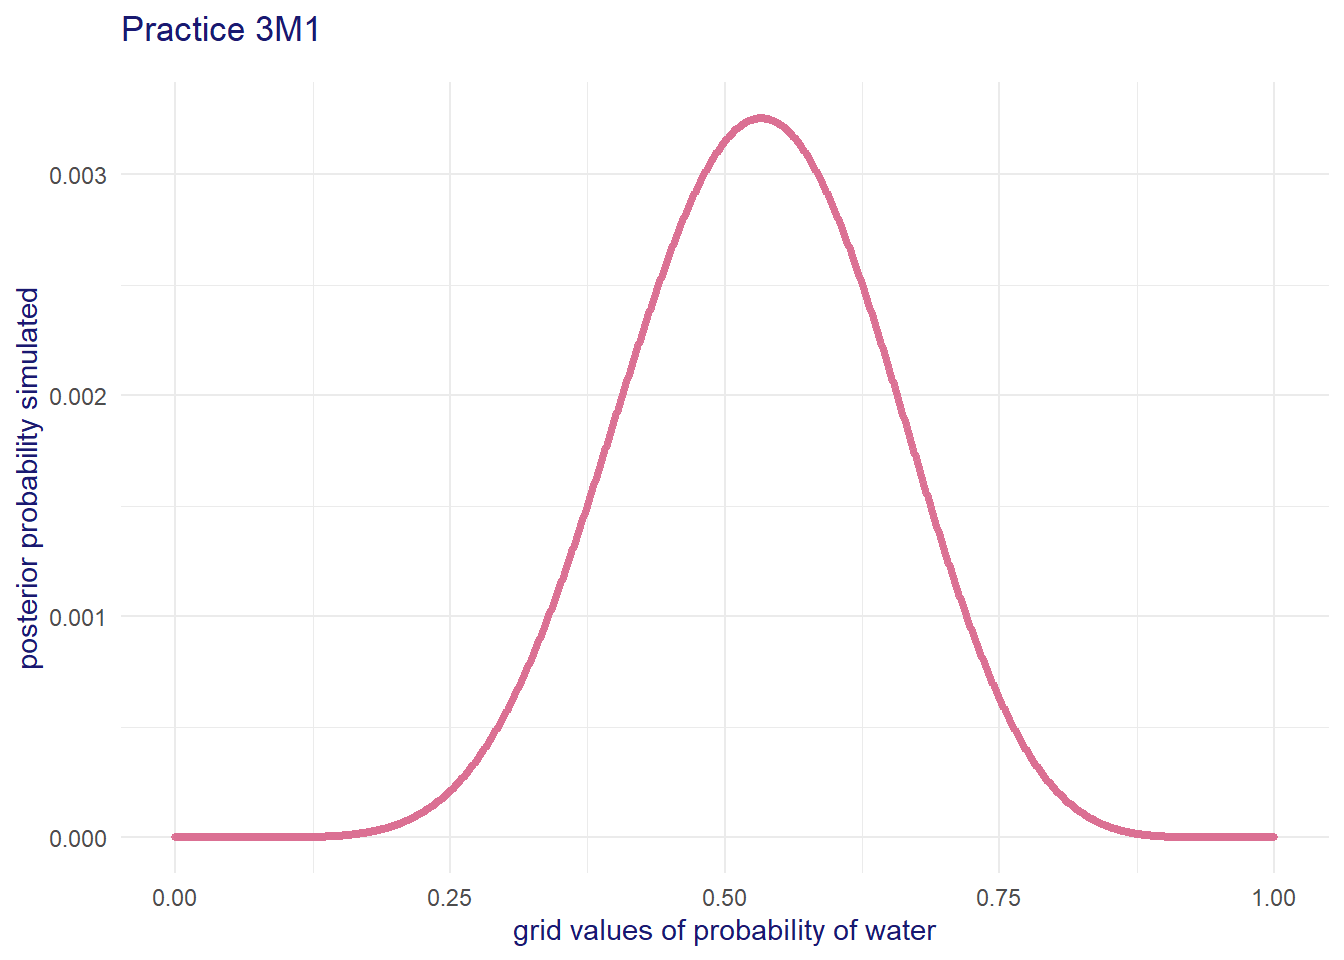 Practice 3M1
posterior probability simulated
0.003
0.002
0.001
0.000
0.00 0.25 0.50 0.75 1.00
grid values of probability of water